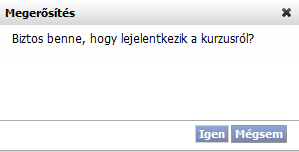 Megerősítés
Biztos benne, hogy lejelentkezik a kurzusról?
Igen Mégsem